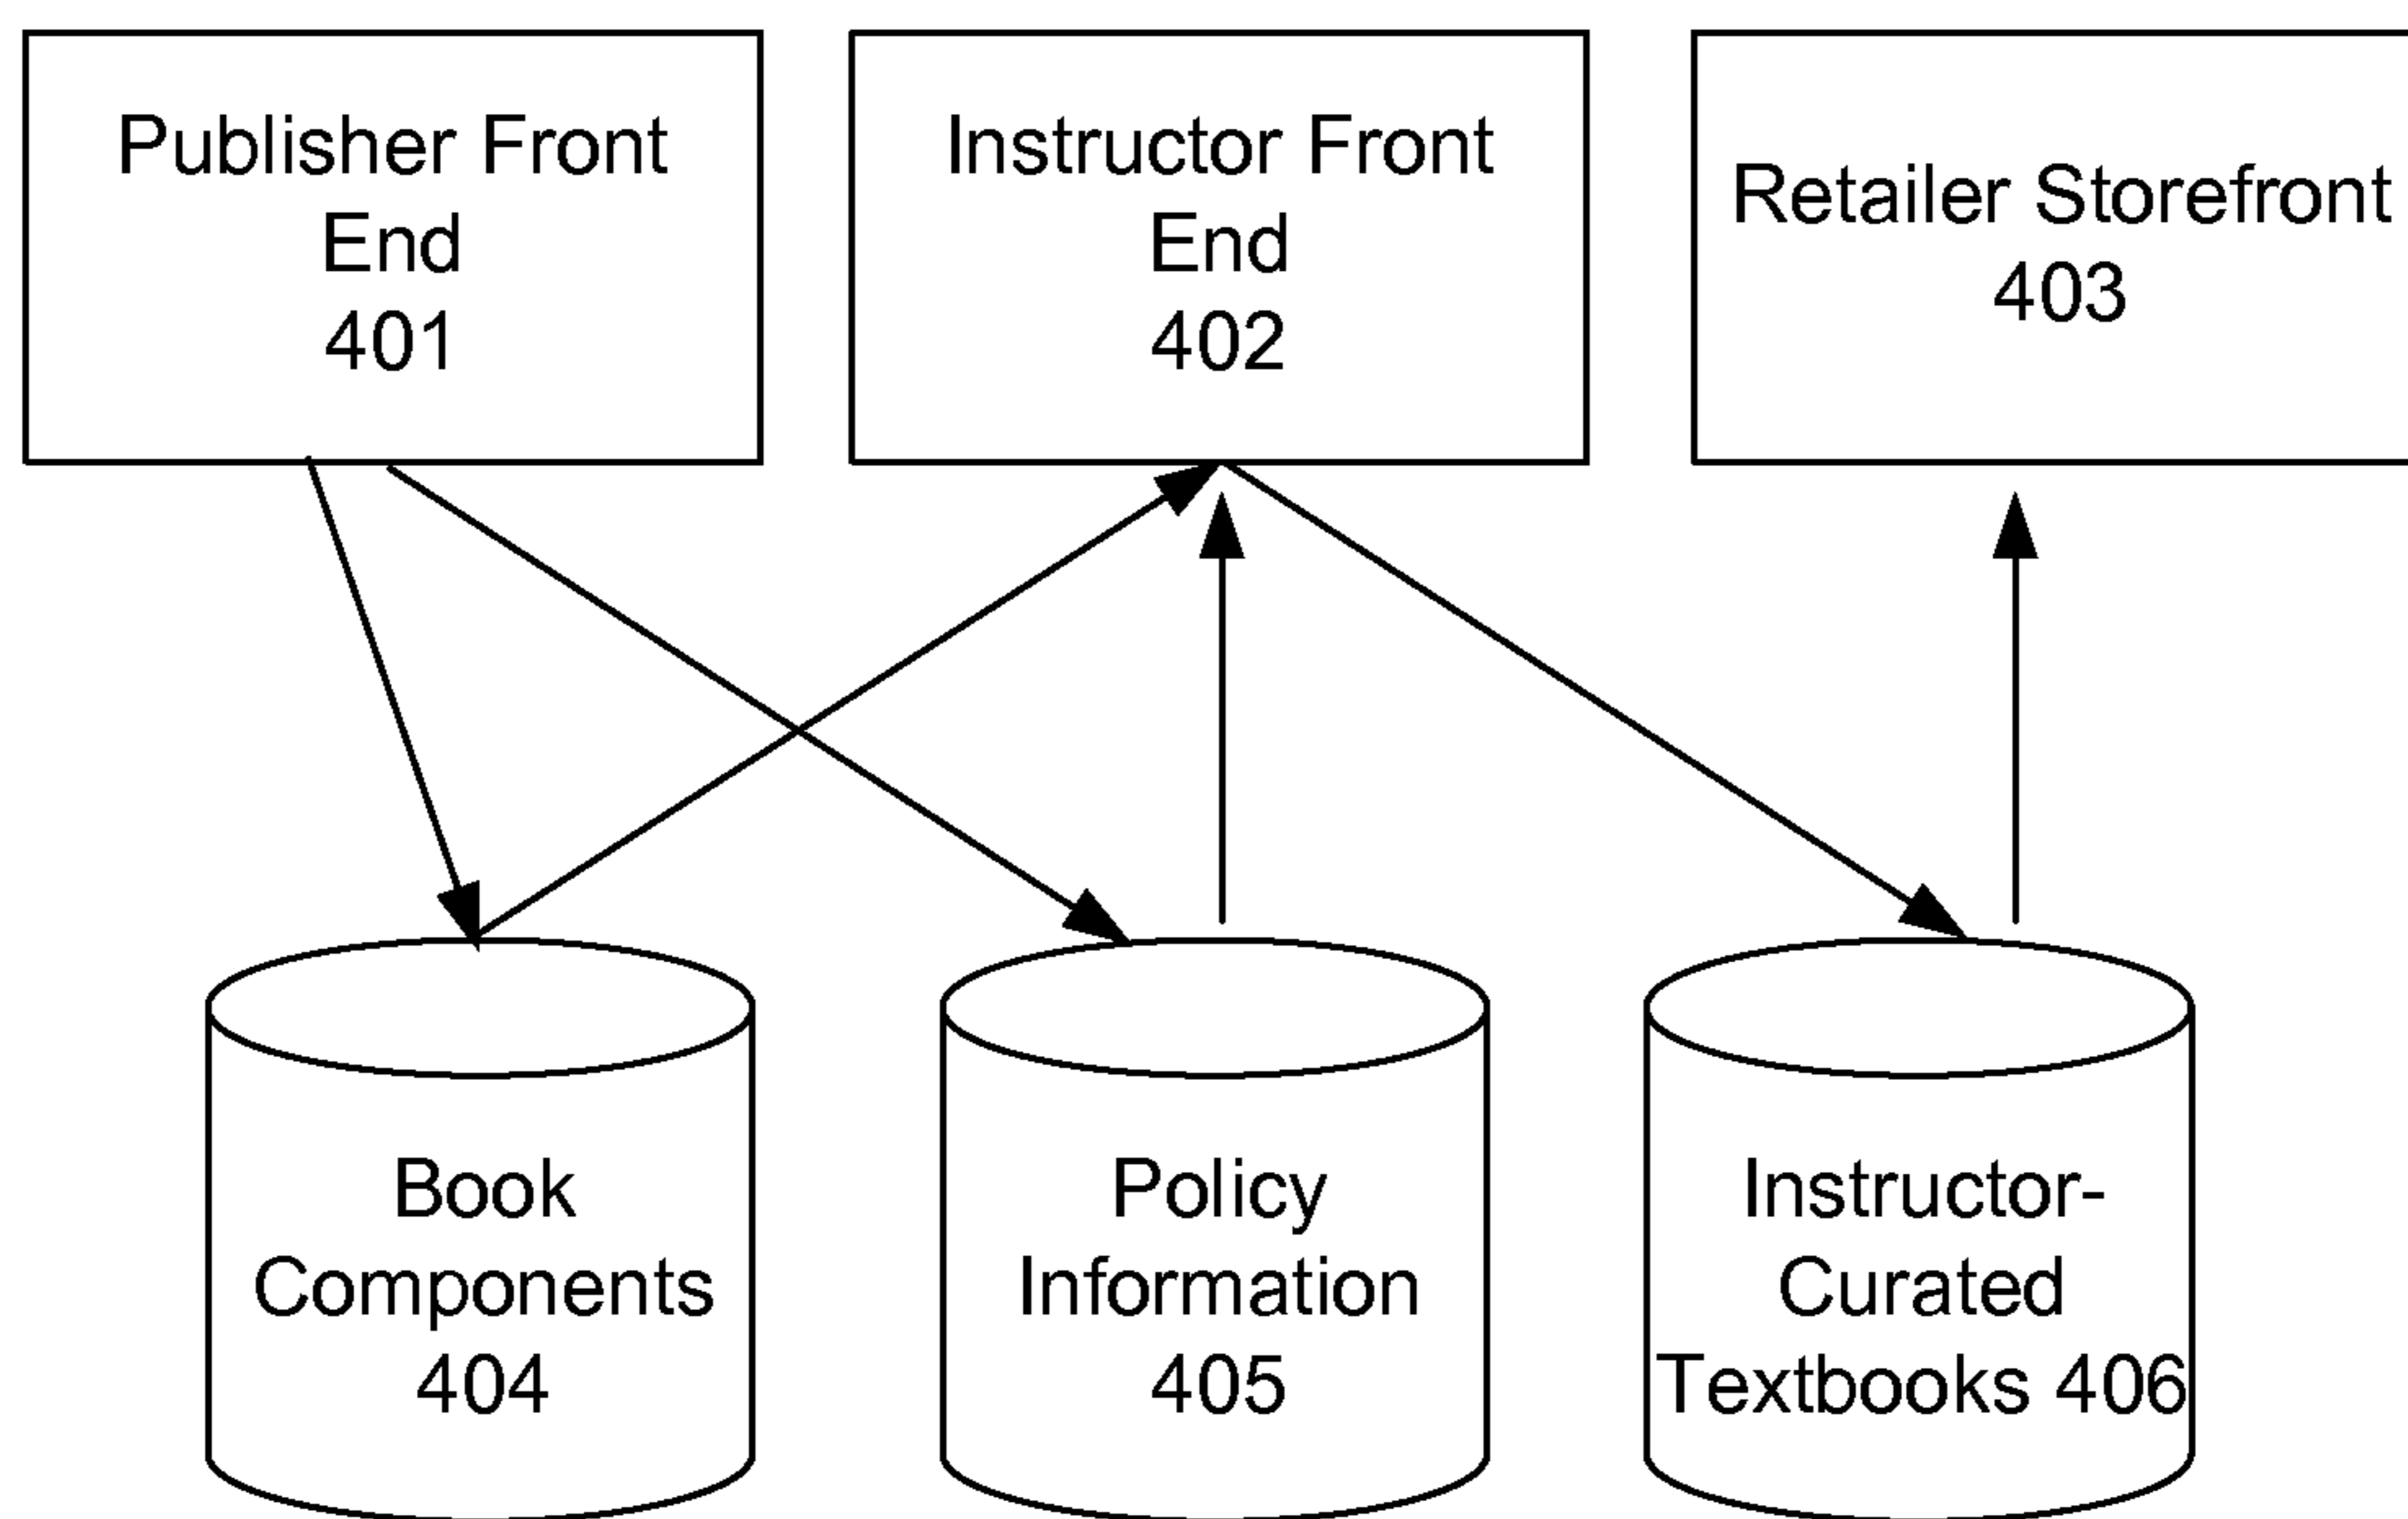 Publisher Front
End
401
Instructor Front
End
402
Retailer Storefront
403
Book
Components
404
Policy
Information
405
Instructor-
Curated
Textbooks 406